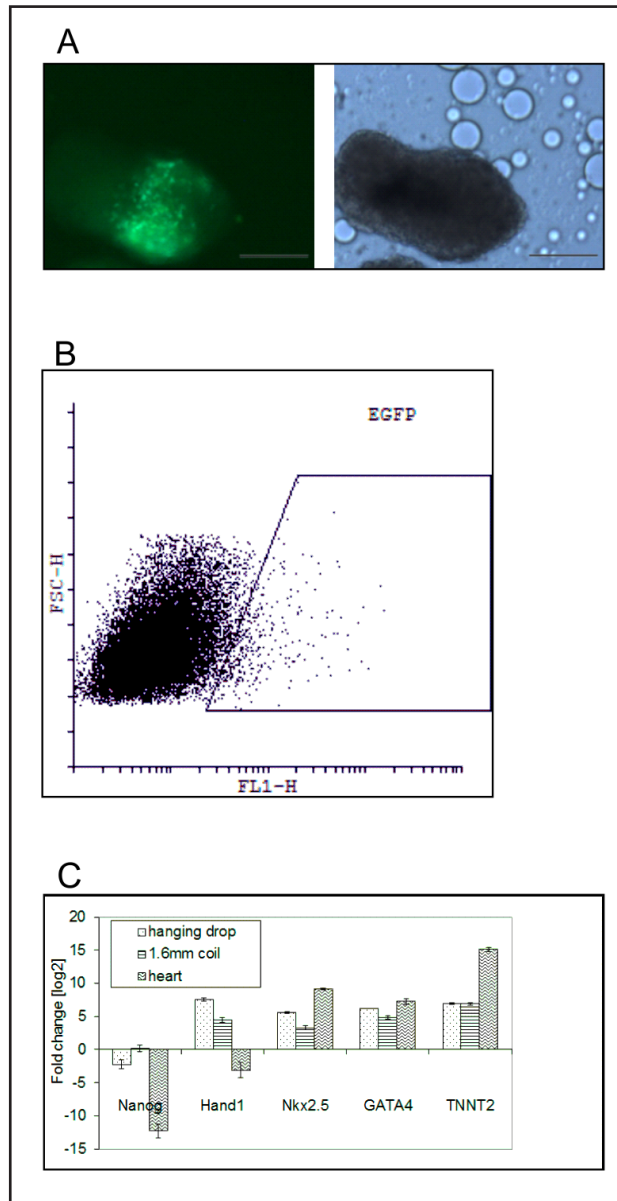 A
B
EGFP
FSC-H
FL1-H
C
Fold change [log2]
20
15
10
5
0
-5
-10
-15
hanging drop
1.6mm coil
heart
Nanog
Hand1
Nkx2.5
GATA4
TNNT2